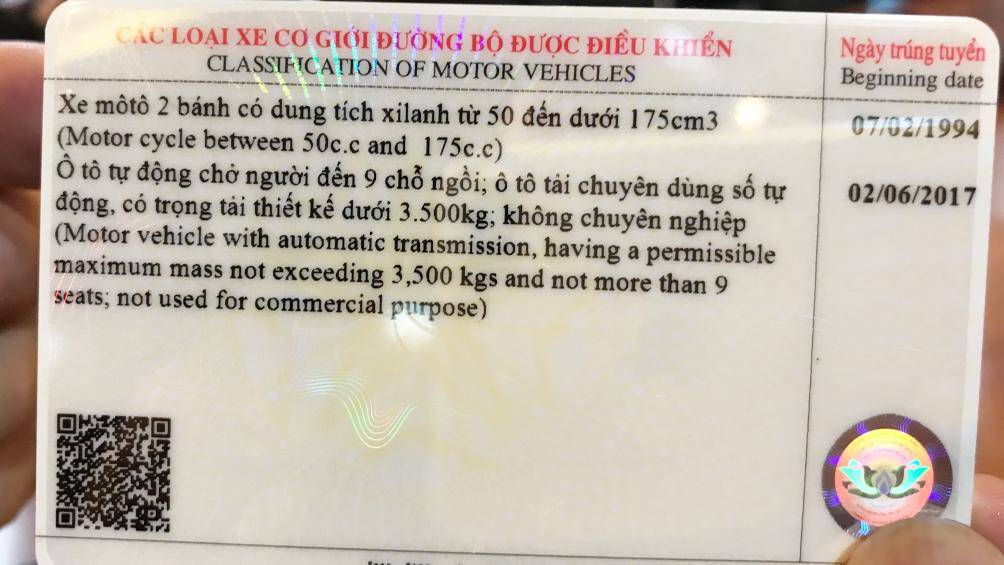 CÁC LOẠI XE CƠ GIỚI ĐƯỜNG BỘ ĐƯỢC ĐIỀU KHIỂN
CLASSIFICATION OF MOTOR VEHICLES
Ngày trúng tuyển
Beginning date
Xe môtô 2 bánh có dung tích xilanh từ 50 đến dưới 175cm3
(Motor cycle between 50c.c and 175c.c)
07/02/1994
Ô tô tự động chở người đến 9 chỗ ngồi; ô tô tải chuyên dùng số tự
động, có trọng tải thiết kế dưới 3.500kg; không chuyên nghiệp
(Motor vehicle with automatic transmission, having a permissible
maximum mass not exceeding 3,500 kgs and not more than 9
seats; not used for commercial purpose)
02/06/2017